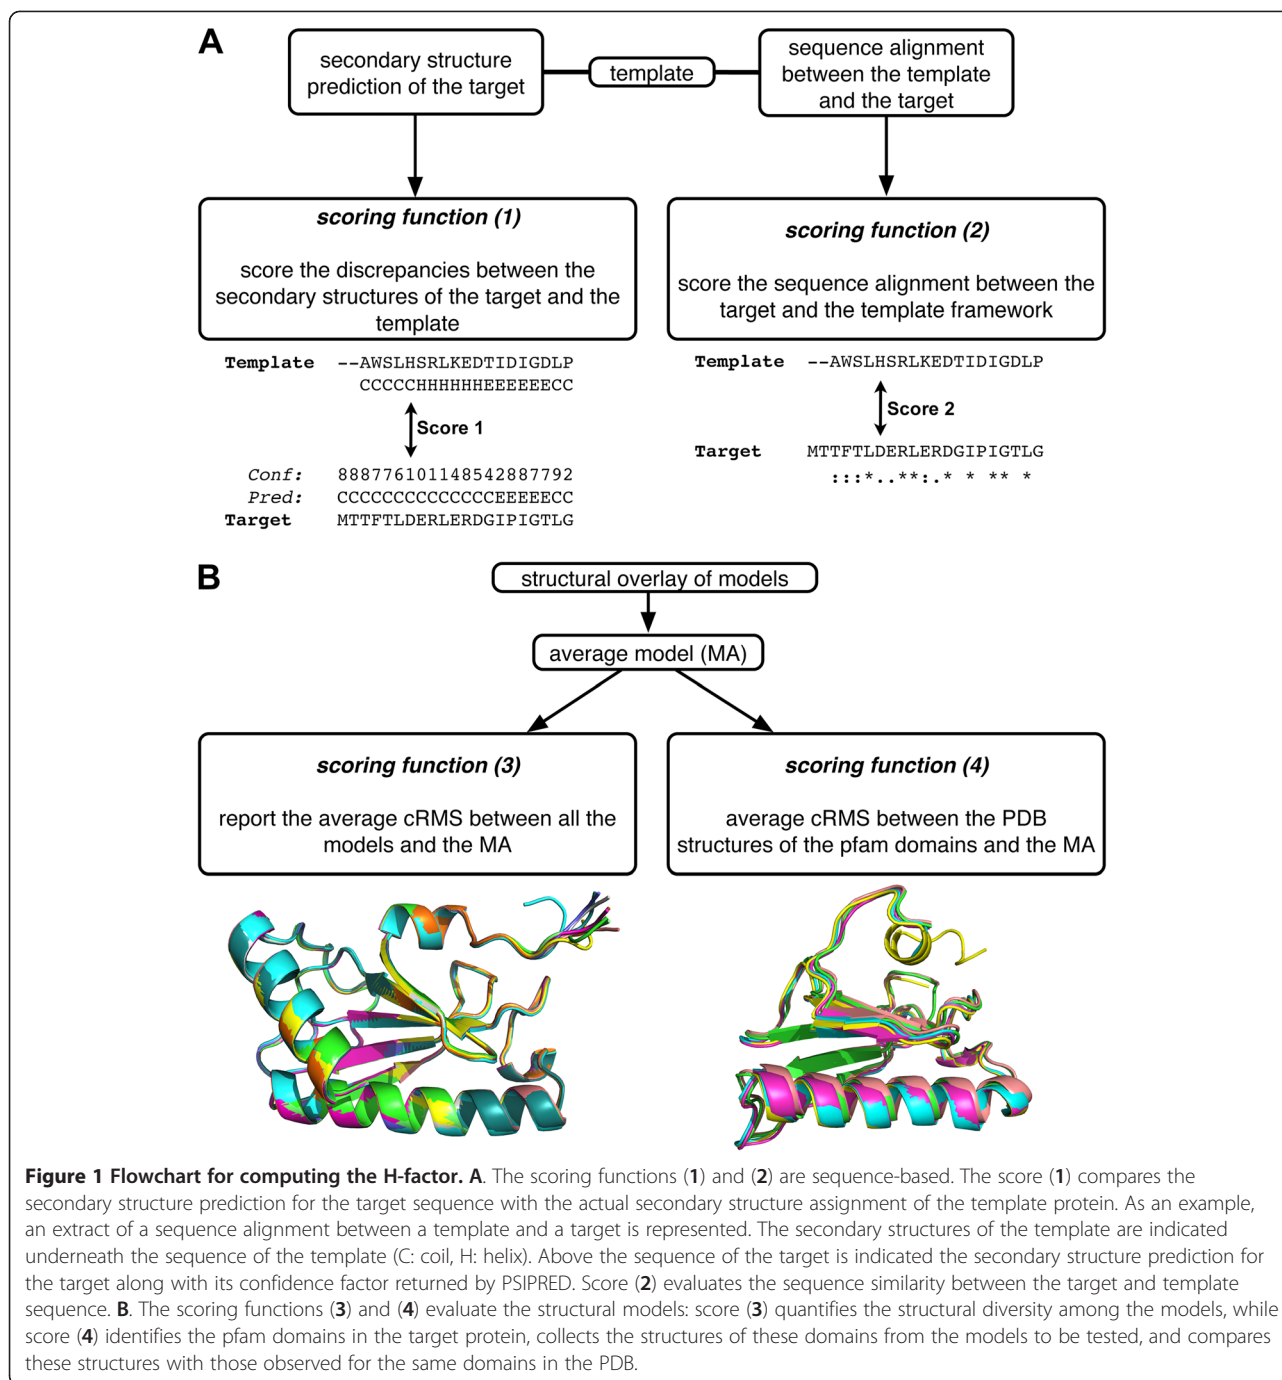 A
secondary structure
prediction of the target
template
sequence alignment
between the template
and the target
scoring function (1)
score the discrepancies between the
secondary structures of the target and the
template
scoring function (2)
score the sequence alignment between the
target and the template framework
Template --AWSLHSRLKEDTIDIGDLP
CCCCCHHHHHHEEEEEECC
Score 1
Conf: 888776101148542887792
Pred: CCCCCCCCCCCCCCEEEEECC
Target MTTFTLDERLERDGIPIGTLG
Template --AWSLHSRLKEDTIDIGDLP
Score 2
Target MTTFTLDERLERDGIPIGTLG
:::*..**:.* * ** *
B
structural overlay of models
average model (MA)
scoring function (3)
report the average cRMS between all the
models and the MA
scoring function (4)
average cRMS between the PDB
structures of the pfam domains and the MA
Figure 1 Flowchart for computing the H-factor. A. The scoring functions (1) and (2) are sequence-based. The score (1) compares the
secondary structure prediction for the target sequence with the actual secondary structure assignment of the template protein. As an example,
an extract of a sequence alignment between a template and a target is represented. The secondary structures of the template are indicated
underneath the sequence of the template (C: coil, H: helix). Above the sequence of the target is indicated the secondary structure prediction for
the target along with its confidence factor returned by PSIPRED. Score (2) evaluates the sequence similarity between the target and template
sequence. B. The scoring functions (3) and (4) evaluate the structural models: score (3) quantifies the structural diversity among the models, while
score (4) identifies the pfam domains in the target protein, collects the structures of these domains from the models to be tested, and compares
these structures with those observed for the same domains in the PDB.